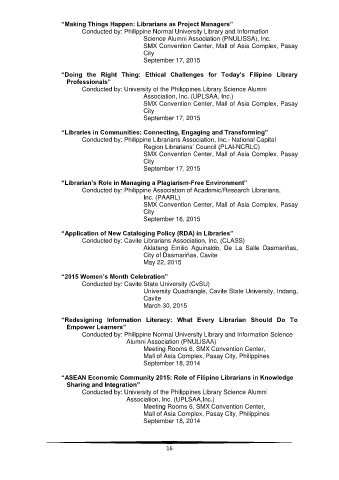 “Making Things Happen: Librarians as Project Managers”
Conducted by: Philippine Normal University Library and Information
Science Alumni Association (PNULISSA), Inc.
SMX Convention Center, Mall of Asia Complex, Pasay
City
September 17, 2015
“Doing the Right Thing: Ethical Challenges for Today’s Filipino Library
Professionals”
Conducted by: University of the Philippines Library Science Alumni
Association, Inc. (UPLSAA, Inc.)
SMX Convention Center, Mall of Asia Complex, Pasay
City
September 17, 2015
“Libraries in Communities: Connecting, Engaging and Transforming”
Conducted by: Philippine Librarians Association, Inc.- National Capital
Region Librarians’ Council (PLAI-NCRLC)
SMX Convention Center, Mall of Asia Complex, Pasay
City
September 17, 2015
“Librarian’s Role in Managing a Plagiarism-Free Environment”
Conducted by: Philippine Association of Academic/Research Librarians,
Inc. (PAARL)
SMX Convention Center, Mall of Asia Complex, Pasay
City
September 16, 2015
“Application of New Cataloging Policy (RDA) in Libraries”
Conducted by: Cavite Librarians Association, Inc. (CLASS)
Aklatang Emilio Aguinaldo, De La Salle Dasmariñas,
City of Dasmariñas, Cavite
May 22, 2015
“2015 Women’s Month Celebration”
Conducted by: Cavite State University (CvSU)
University Quadrangle, Cavite State University, Indang,
Cavite
March 30, 2015
“Redesigning Information Literacy: What Every Librarian Should Do To
Empower Learners”
Conducted by: Philippine Normal University Library and Information Science
Alumni Association (PNULISAA)
Meeting Rooms 6, SMX Convention Center,
Mall of Asia Complex, Pasay City, Philippines
September 18, 2014
“ASEAN Economic Community 2015: Role of Filipino Librarians in Knowledge
Sharing and Integration”
Conducted by: University of the Philippines Library Science Alumni
Association, Inc. (UPLSAA,Inc.)
Meeting Rooms 6, SMX Convention Center,
Mall of Asia Complex, Pasay City, Philippines
September 18, 2014
16